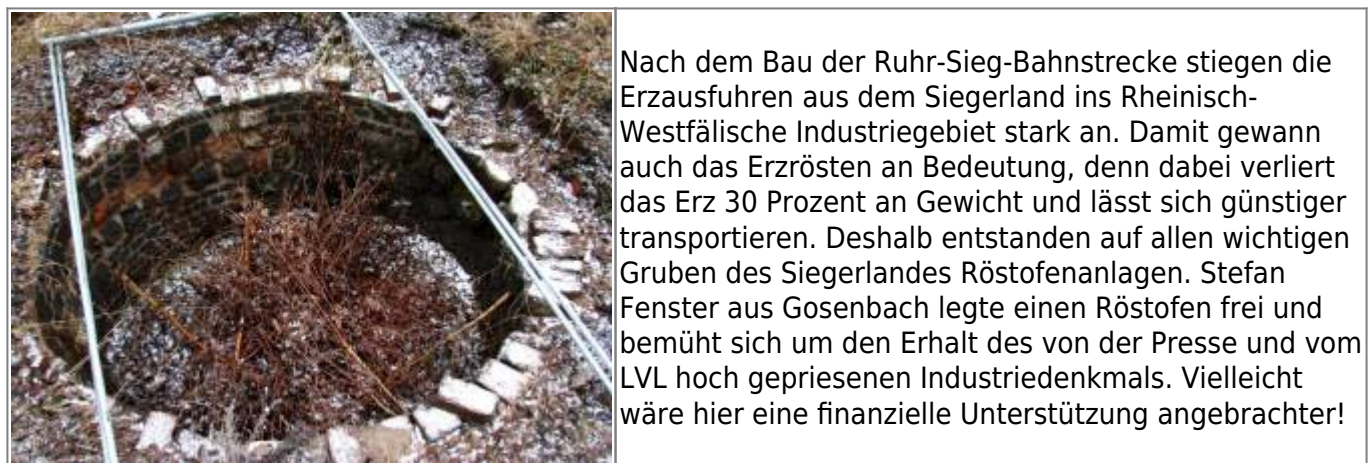 Nach dem Bau der Ruhr-Sieg-Bahnstrecke stiegen die
Erzausfuhren aus dem Siegerland ins Rheinisch-
Westfälische Industriegebiet stark an. Damit gewann
auch das Erzrösten an Bedeutung, denn dabei verliert
das Erz 30 Prozent an Gewicht und lässt sich günstiger
transportieren. Deshalb entstanden auf allen wichtigen
Gruben des Siegerlandes Röstofenanlagen. Stefan
Fenster aus Gosenbach legte einen Röstofen frei und
bemüht sich um den Erhalt des von der Presse und vom
LVL hoch gepriesenen Industriedenkmals. Vielleicht
wäre hier eine finanzielle Unterstützung angebrachter!